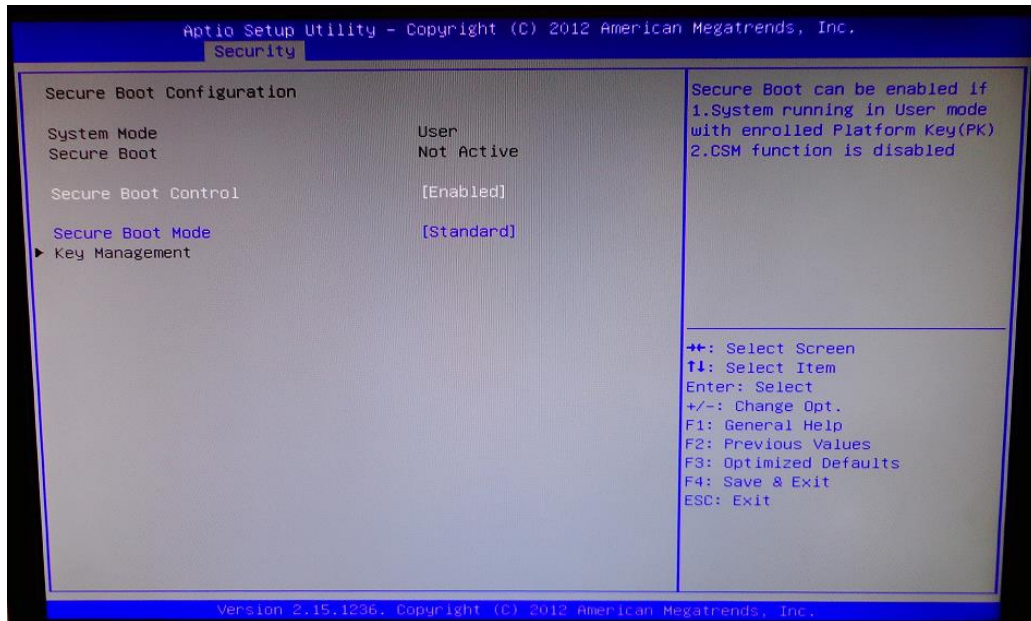 Aptio Setup Utility - Copyright (C) 2012 American Megatrends, Inc.
Security
Secure Boot Configuration
System Mode User
Secure Boot Not Active
Secure Boot Control [Enabled]
Secure Boot Mode [Standard]
▶ Key Management
Secure Boot can be enabled if
1.System running in User mode
with enrolled Platform Key(PK)
2.CSM function is disabled
→←: Select Screen
↑↓: Select Item
Enter: Select
+/-: Change Opt.
F1: General Help
F2: Previous Values
F3: Optimized Defaults
F4: Save & Exit
ESC: Exit
Version 2.15.1236. Copyright (C) 2012 American Megatrends, Inc.